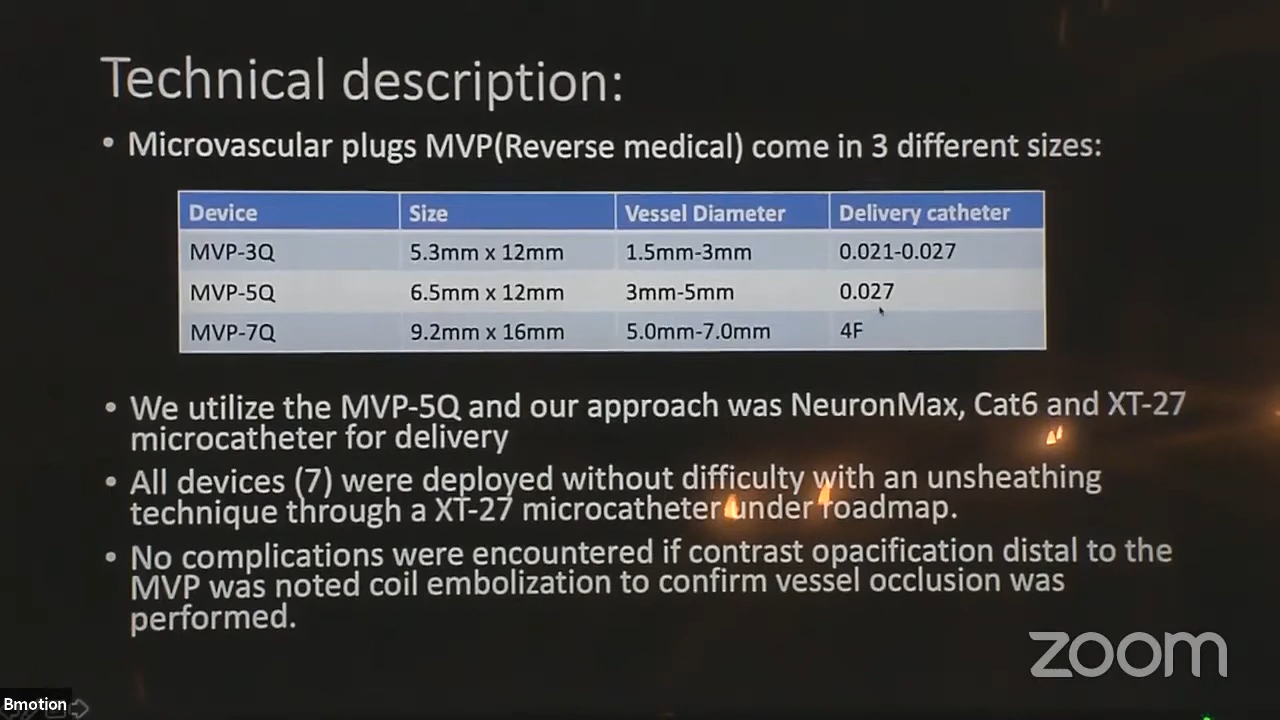 Technical description:
• Microvascular plugs MVP(Reverse medical) come in 3 different sizes:
Device Size Vessel Diameter Delivery catheter
MVP-3Q 5.3mm x 12mm 1.5mm-3mm 0.021-0.027
MVP-5Q 6.5mm x 12mm 3mm-5mm 0.027
MVP-7Q 9.2mm x 16mm 5.0mm-7.0mm 4F
• We utilize the MVP-5Q and our approach was NeuronMax, Cat6 and XT-27
microcatheter for delivery
• All devices (7) were deployed without difficulty with an unsheathing
technique through a XT-27 microcatheter under roadmap.
• No complications were encountered if contrast opacification distal to the
MVP was noted coil embolization to confirm vessel occlusion was
performed.
zoom
Bmotion